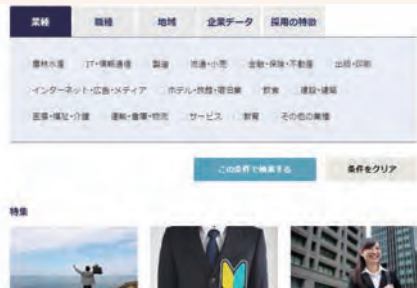 業種 職種 地域 企業データ 採用の特徴
農林水産 IT・情報通信 製造 流通・小売 金融・保険・不動産 出版・印刷
インターネット・広告・メディア ホテル・旅館・宿泊業 飲食 建設・建築
医療・福祉・介護 運輸・倉庫・物流 サービス 教育 その他の業種
この条件で検索する 条件をクリア
特集